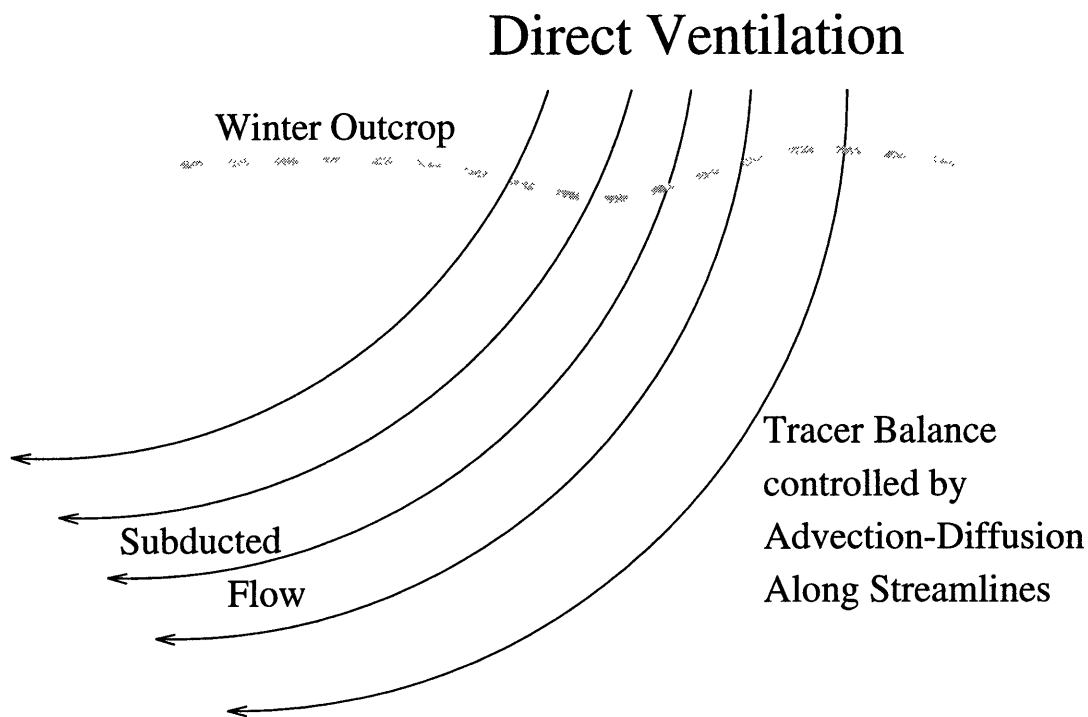 Direct Ventilation
Winter Outcrop
Tracer Balance
controlled by
Advection-Diffusion
Along Streamlines
Subducted
Flow